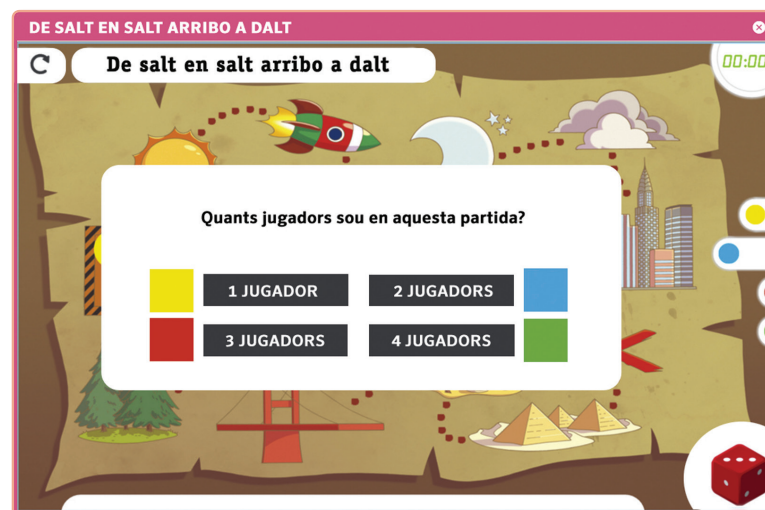 DE SALT EN SALT ARRIBO A DALT
De salt en salt arribo a dalt
00:00
Quants jugadors sou en aquesta partida?
1 JUGADOR
2 JUGADORS
3 JUGADORS
4 JUGADORS